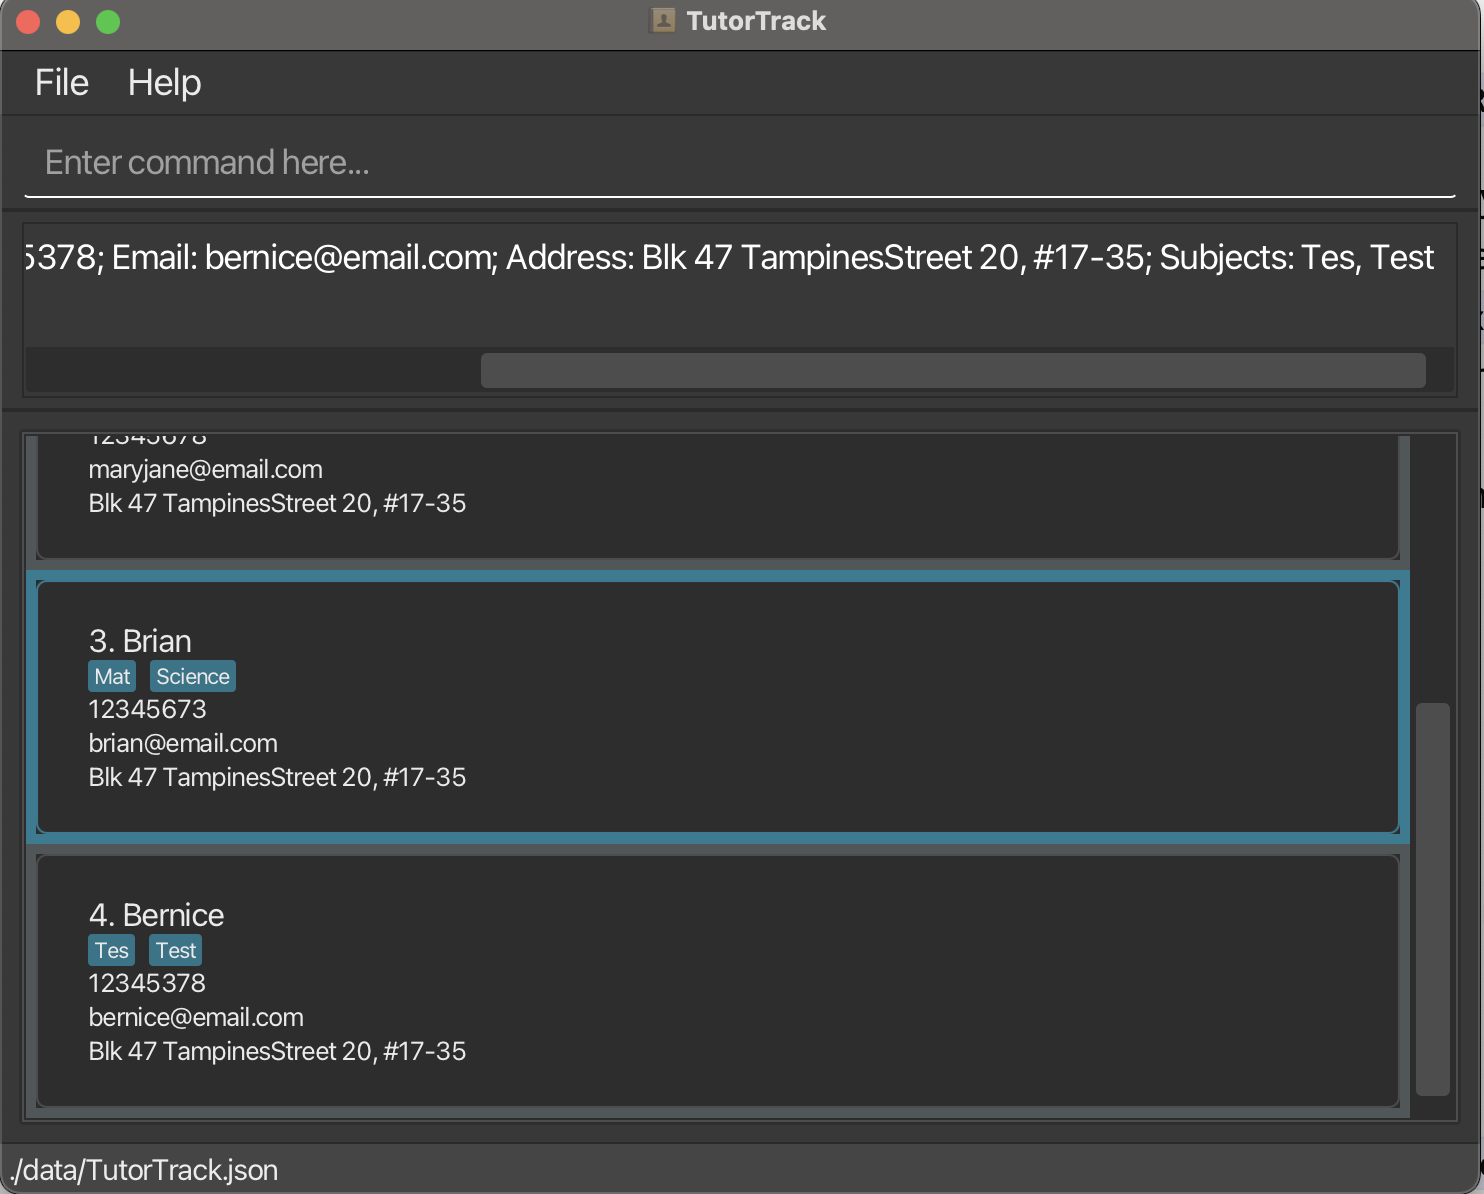 TutorTrack
File Help
Enter command here...
5378; Email: bernice@email.com; Address: Blk 47 TampinesStreet 20, #17-35; Subjects: Tes, Test
12345678
maryjane@email.com
Blk 47 TampinesStreet 20, #17-35
3. Brian
Mat Science
12345673
brian@email.com
Blk 47 TampinesStreet 20, #17-35
4. Bernice
Tes Test
12345378
bernice@email.com
Blk 47 TampinesStreet 20, #17-35
./data/TutorTrack.json